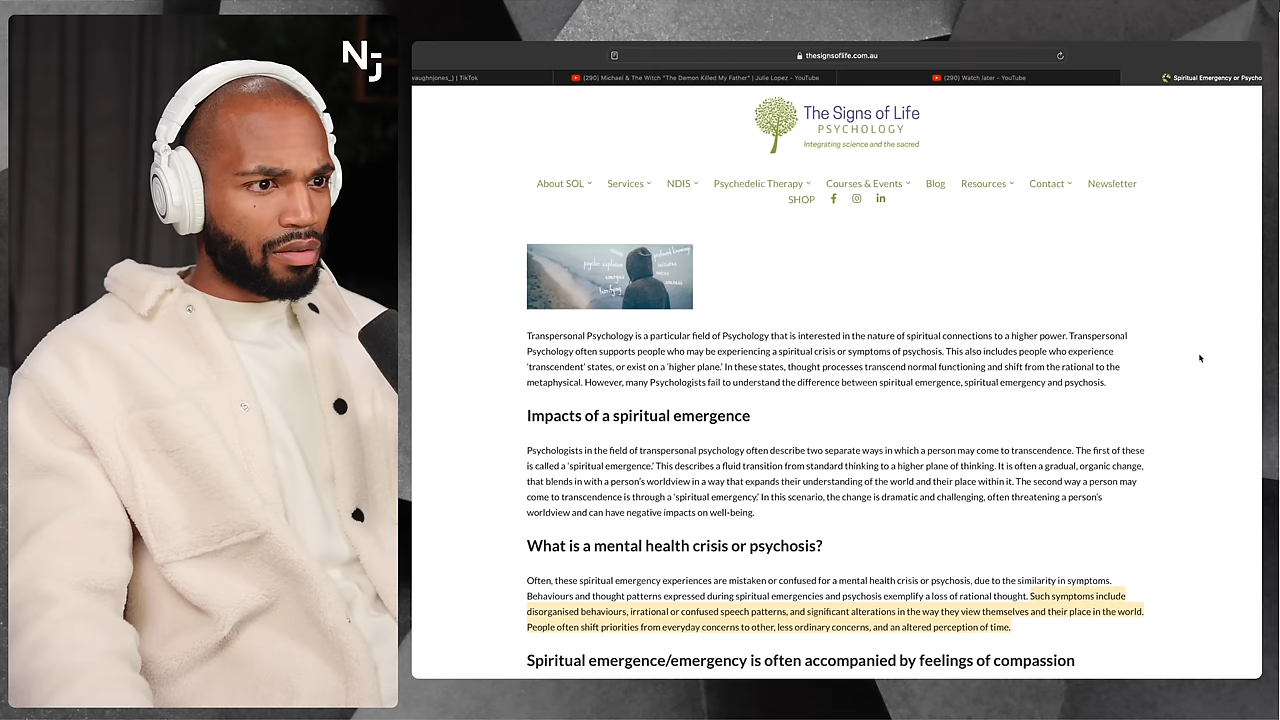 NJ
thesignsoflife.com.au
vaughnjones_) | TikTok
(290) Michael & The Witch "The Demon Killed My Father" | Julie Lopez - YouTube
(290) Watch later - YouTube
Spiritual Emergency or Psycho
The Signs of Life
PSYCHOLOGY
Integrating science and the sacred
About SOL Services NDIS Psychedelic Therapy Courses & Events Blog Resources Contact Newsletter
SHOP
Transpersonal Psychology is a particular field of Psychology that is interested in the nature of spiritual connections to a higher power. Transpersonal
Psychology often supports people who may be experiencing a spiritual crisis or symptoms of psychosis. This also includes people who experience
‘transcendent’ states, or exist on a ‘higher plane.’ In these states, thought processes transcend normal functioning and shift from the rational to the
metaphysical. However, many Psychologists fail to understand the difference between spiritual emergence, spiritual emergency and psychosis.
Impacts of a spiritual emergence
Psychologists in the field of transpersonal psychology often describe two separate ways in which a person may come to transcendence. The first of these
is called a ‘spiritual emergence.’ This describes a fluid transition from standard thinking to a higher plane of thinking. It is often a gradual, organic change,
that blends in with a person’s worldview in a way that expands their understanding of the world and their place within it. The second way a person may
come to transcendence is through a ‘spiritual emergency.’ In this scenario, the change is dramatic and challenging, often threatening a person’s
worldview and can have negative impacts on well-being.
What is a mental health crisis or psychosis?
Often, these spiritual emergency experiences are mistaken or confused for a mental health crisis or psychosis, due to the similarity in symptoms.
Behaviours and thought patterns expressed during spiritual emergencies and psychosis exemplify a loss of rational thought. Such symptoms include
disorganised behaviours, irrational or confused speech patterns, and significant alterations in the way they view themselves and their place in the world.
People often shift priorities from everyday concerns to other, less ordinary concerns, and an altered perception of time.
Spiritual emergence/emergency is often accompanied by feelings of compassion